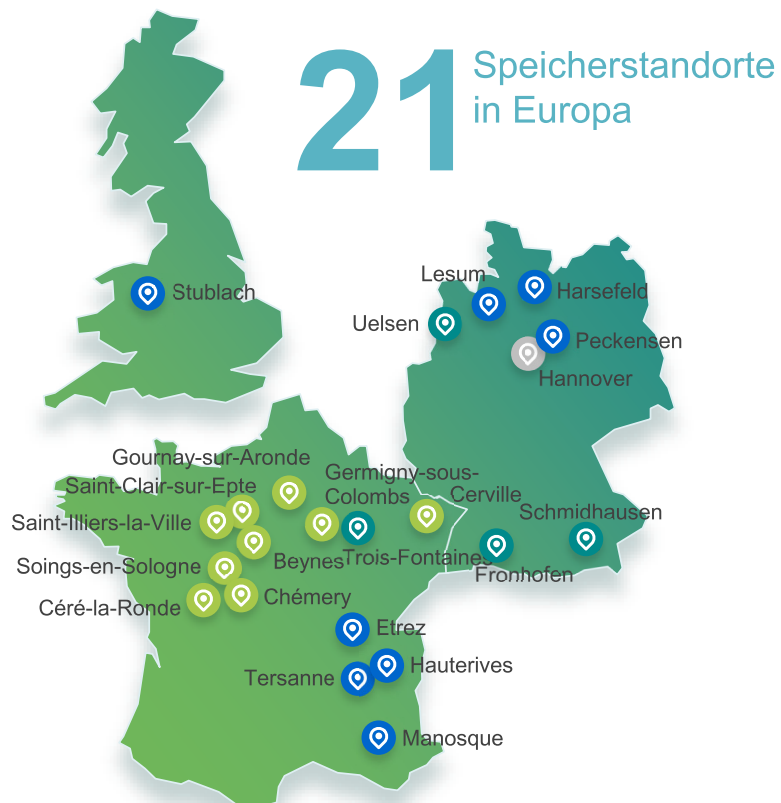 21
Speicherstandorte
in Europa
Stublach
Lesum
Harsefeld
Uelsen
Peckensen
Hannover
Gournay-sur-Aronde
Saint-Clair-sur-Epte
Germigny-sous-
Colombs
Cerville
Saint-Illiers-la-Ville
Schmidhausen
Beynes
Trois-Fontaines
Fronhofen
Soings-en-Sologne
Céré-la-Ronde
Chémery
Etrez
Hauterives
Tersanne
Manosque